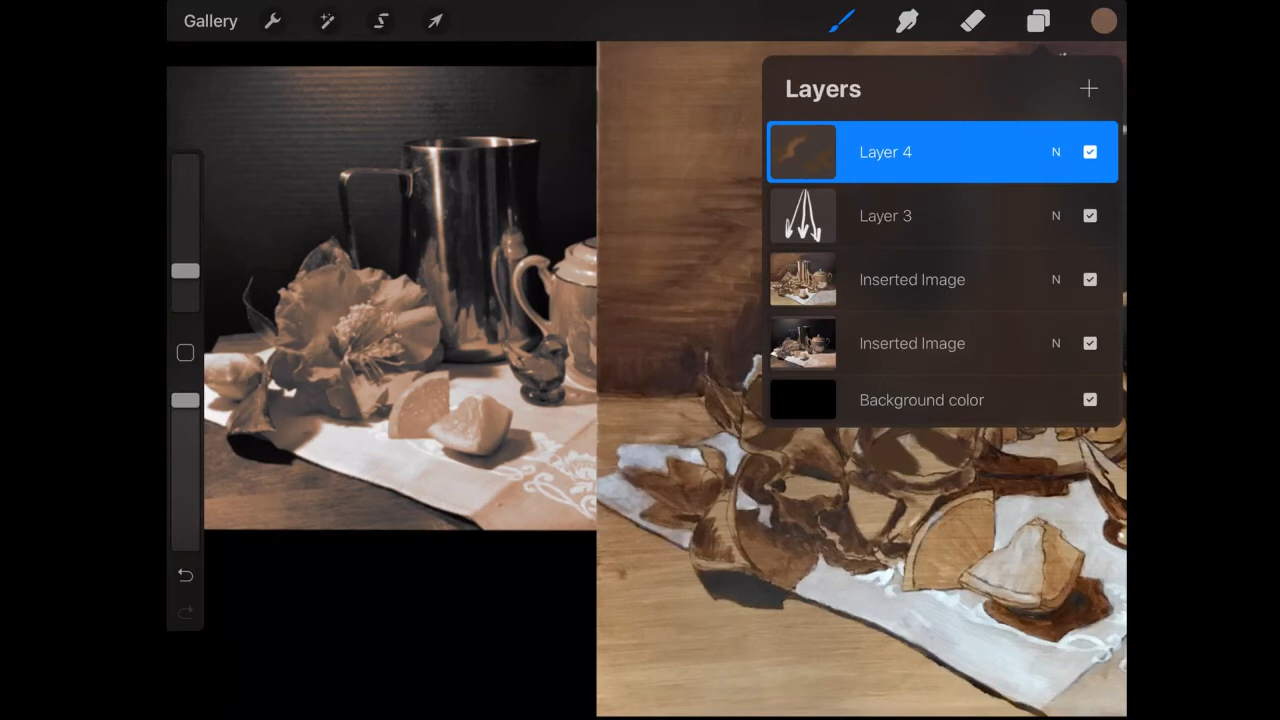 Gallery
Layers
Layer 4 N
Layer 3 N
Inserted Image N
Inserted Image N
Background color